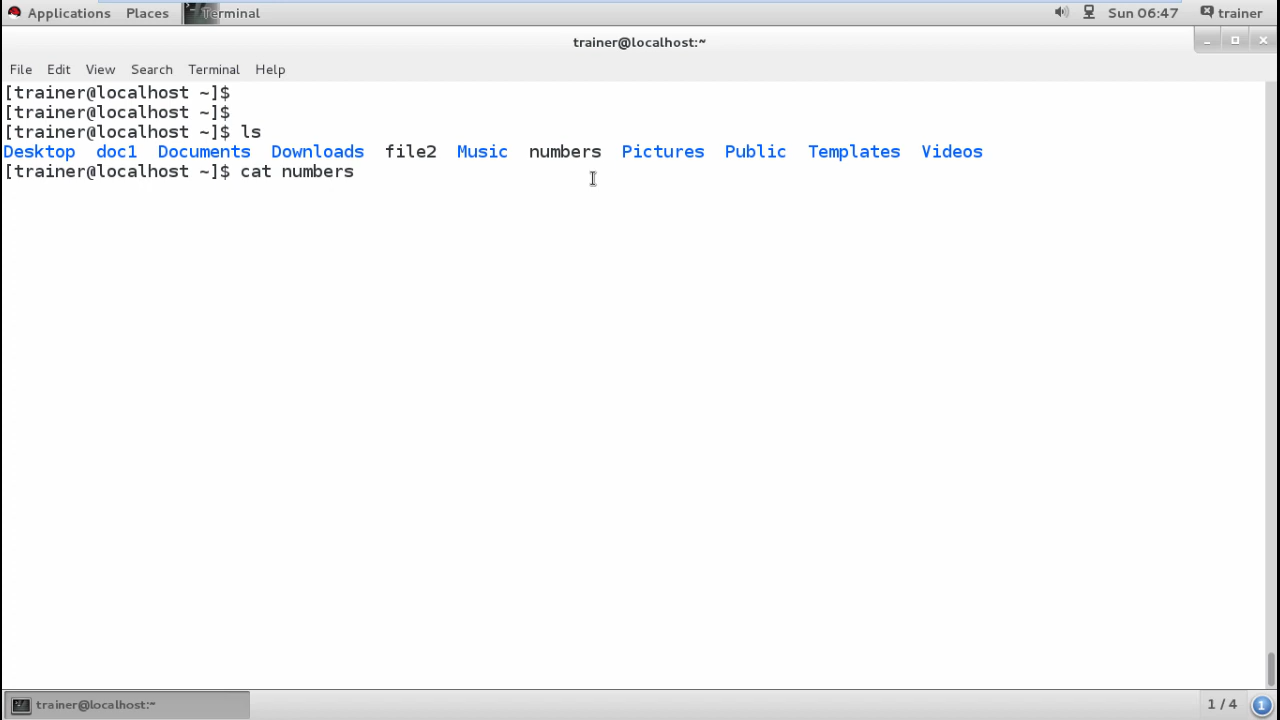 Applications Places Terminal Sun 06:47 trainer
trainer@localhost:~
File Edit View Search Terminal Help
[trainer@localhost ~]$
[trainer@localhost ~]$
[trainer@localhost ~]$ ls
Desktop doc1 Documents Downloads file2 Music numbers Pictures Public Templates Videos
[trainer@localhost ~]$ cat numbers
trainer@localhost:~ 1 / 4 1